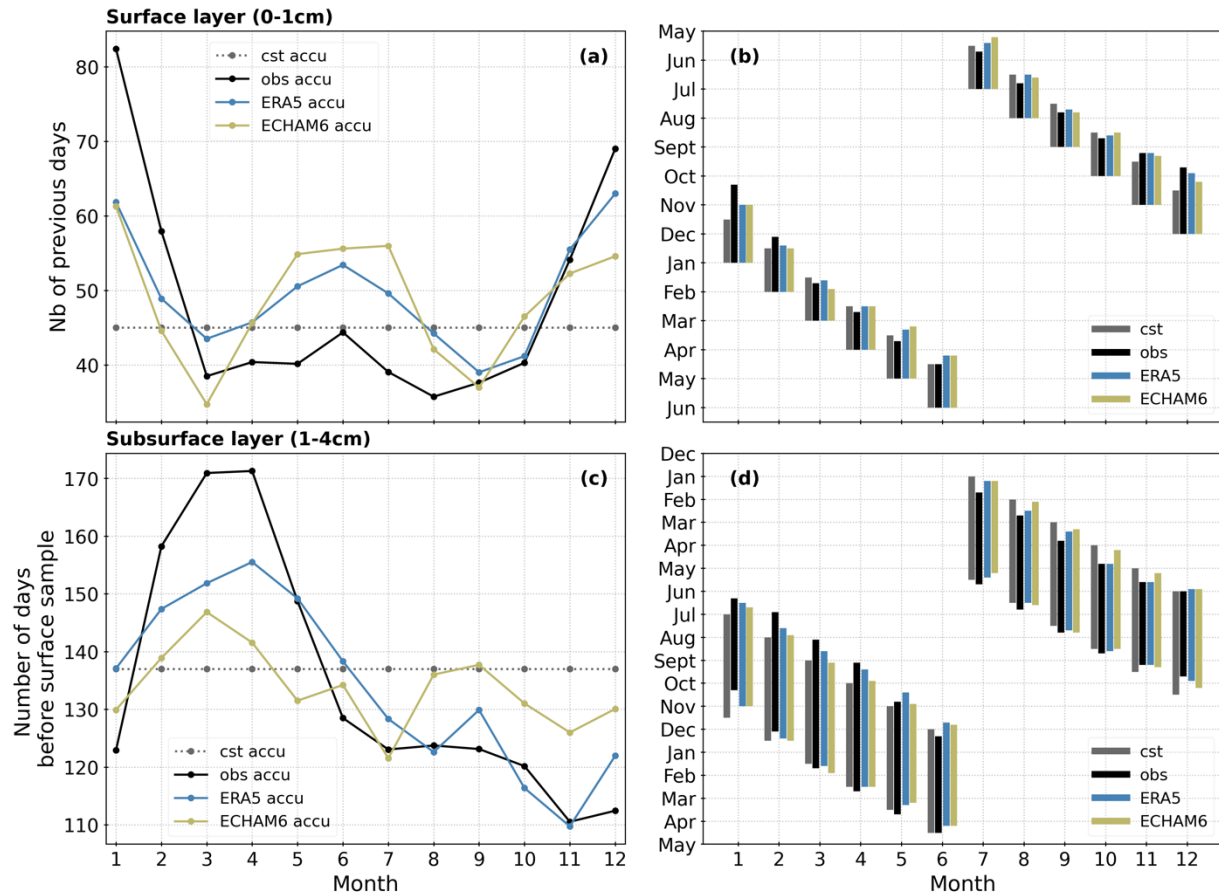 Surface layer (0-1cm)
(a)
cst accu
obs accu
ERA5 accu
ECHAM6 accu
Nb of previous days
80
70
60
50
40
(b)
May
Jun
Jul
Aug
Sept
Oct
Nov
Dec
Jan
Feb
Mar
Apr
May
Jun
cst
obs
ERA5
ECHAM6
Subsurface layer (1-4cm)
(c)
Number of days
before surface sample
170
160
150
140
130
120
110
cst accu
obs accu
ERA5 accu
ECHAM6 accu
1 2 3 4 5 6 7 8 9 10 11 12
Month
(d)
Dec
Jan
Feb
Mar
Apr
May
Jun
Jul
Aug
Sept
Oct
Nov
Dec
Jan
Feb
Mar
Apr
May
cst
obs
ERA5
ECHAM6
1 2 3 4 5 6 7 8 9 10 11 12
Month